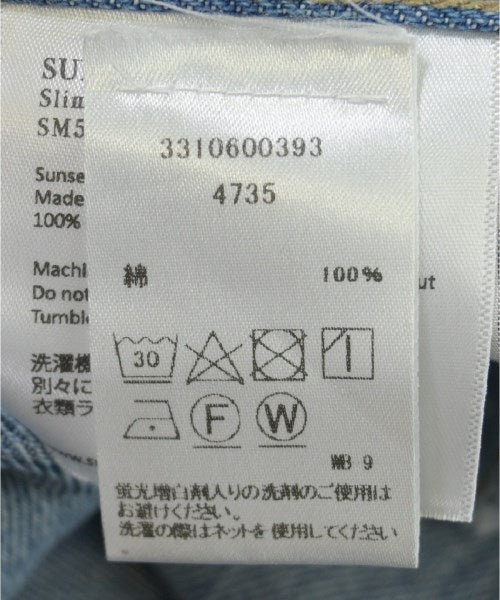 3310600393
4735
綿 100%
30
F W
WB 9
蛍光増白剤入りの洗剤のご使用は
お避けください。
洗濯の際はネットを使用してください
Slim
SM5
Sunse
Made
100%
Machi
Do not
Tumble
洗濯機
別々に
衣類ラ
ut